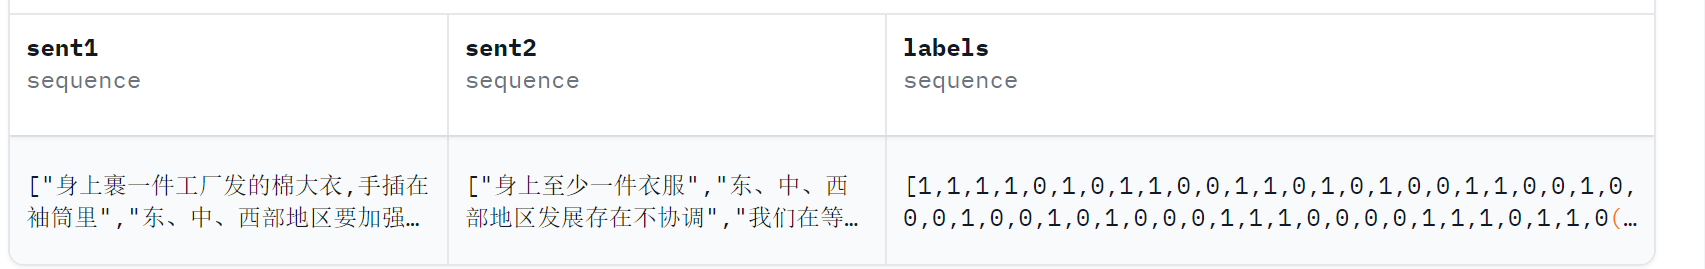 sent1
sequence
sent2
sequence
labels
sequence
["身上裹一件工厂发的棉大衣,手插在
袖筒里","东、中、西部地区要加强…
["身上至少一件衣服","东、中、西
部地区发展存在不协调","我们在等…
[1,1,1,1,0,1,0,1,1,0,0,1,1,0,1,0,1,0,0,1,1,0,0,1,0,
0,0,1,0,0,1,0,1,0,0,0,1,1,1,0,0,0,0,1,1,1,0,1,1,0(…